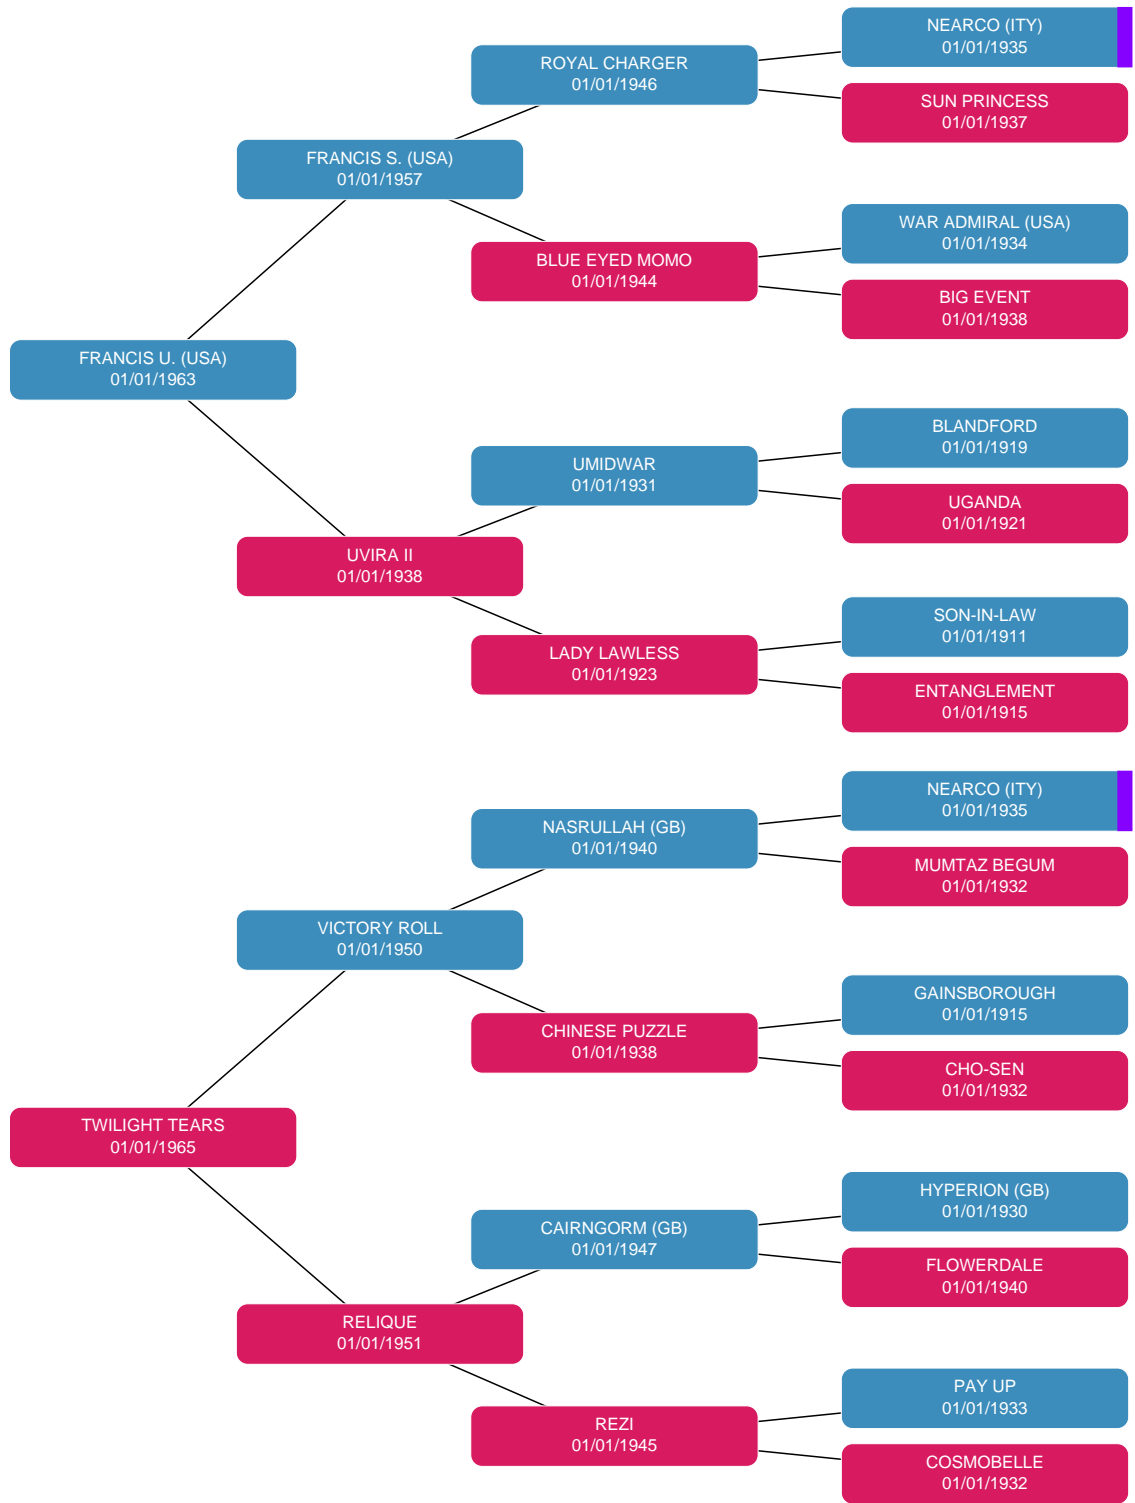 NEARCO (ITY)
01/01/1935
ROYAL CHARGER
01/01/1946
SUN PRINCESS
01/01/1937
FRANCIS S. (USA)
01/01/1957
WAR ADMIRAL (USA)
01/01/1934
BLUE EYED MOMO
01/01/1944
BIG EVENT
01/01/1938
FRANCIS U. (USA)
01/01/1963
BLANDFORD
01/01/1919
UMIDWAR
01/01/1931
UGANDA
01/01/1921
UVIRA II
01/01/1938
SON-IN-LAW
01/01/1911
LADY LAWLESS
01/01/1923
ENTANGLEMENT
01/01/1915
NEARCO (ITY)
01/01/1935
NASRULLAH (GB)
01/01/1940
MUMTAZ BEGUM
01/01/1932
VICTORY ROLL
01/01/1950
GAINSBOROUGH
01/01/1915
CHINESE PUZZLE
01/01/1938
CHO-SEN
01/01/1932
TWILIGHT TEARS
01/01/1965
HYPERION (GB)
01/01/1930
CAIRNGORM (GB)
01/01/1947
FLOWERDALE
01/01/1940
RELIQUE
01/01/1951
PAY UP
01/01/1933
REZI
01/01/1945
COSMOBELLE
01/01/1932